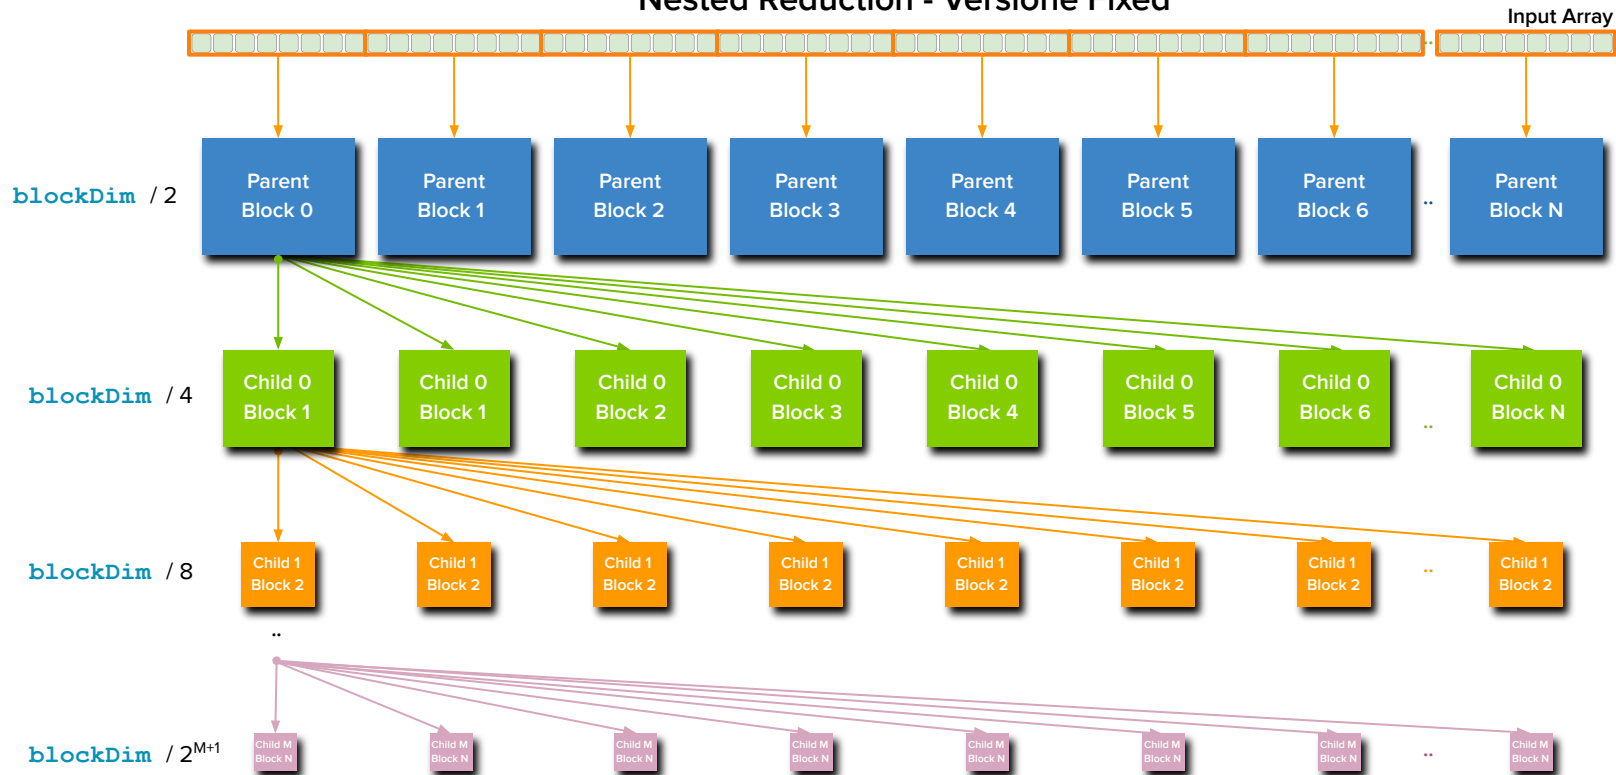 Nested Reduction - Versione Fixed
Input Array
..
blockDim / 2
Parent
Block 0
Parent
Block 1
Parent
Block 2
Parent
Block 3
Parent
Block 4
Parent
Block 5
Parent
Block 6
..
Parent
Block N
blockDim / 4
Child 0
Block 1
Child 0
Block 1
Child 0
Block 2
Child 0
Block 3
Child 0
Block 4
Child 0
Block 5
Child 0
Block 6
..
Child 0
Block N
blockDim / 8
Child 1
Block 2
Child 1
Block 2
Child 1
Block 2
Child 1
Block 2
Child 1
Block 2
Child 1
Block 2
Child 1
Block 2
..
Child 1
Block 2
..
blockDim / 2^M+1
Child M
Block N
Child M
Block N
Child M
Block N
Child M
Block N
Child M
Block N
Child M
Block N
Child M
Block N
..
Child M
Block N